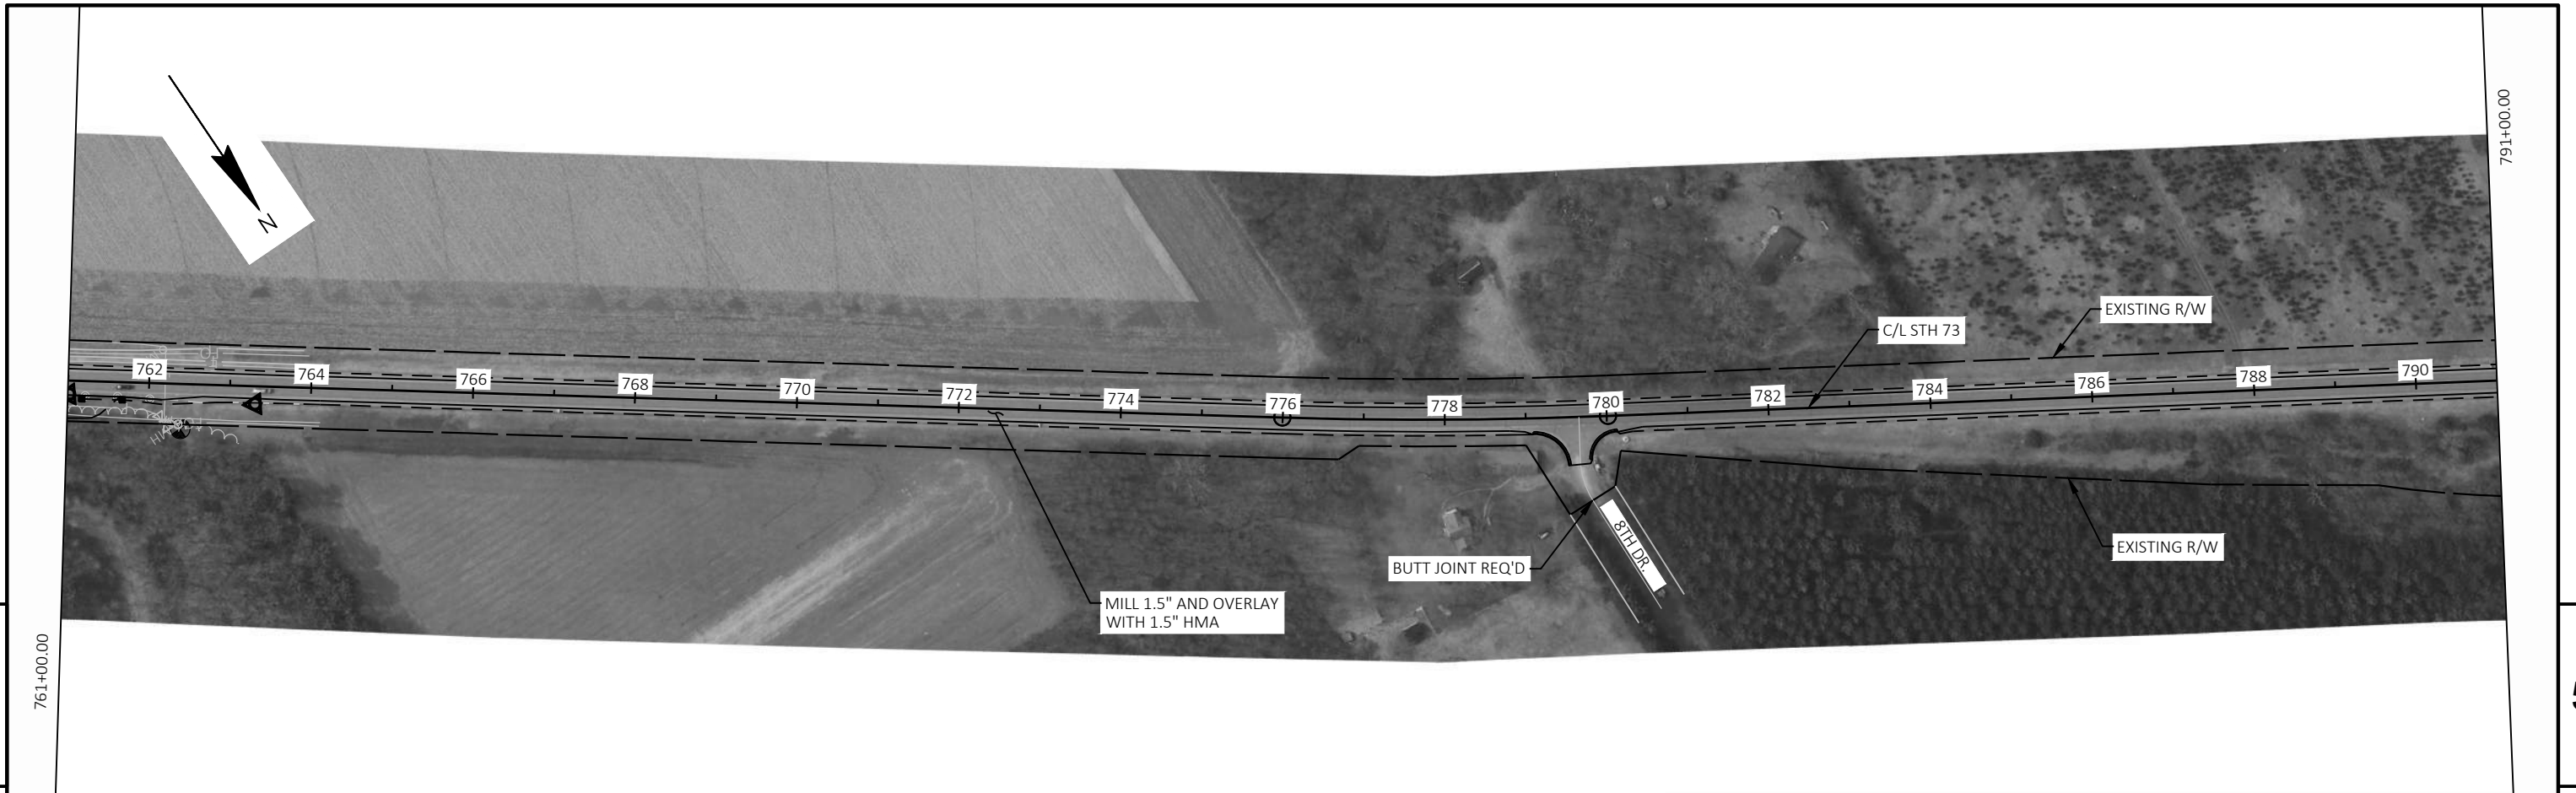 791+00.00
N
EXISTING R/W
C/L STH 73
762
764
766
768
770
772
774
776
778
780
782
784
786
788
790
8TH DR.
EXISTING R/W
BUTT JOINT REQ'D
MILL 1.5" AND OVERLAY
WITH 1.5" HMA
761+00.00